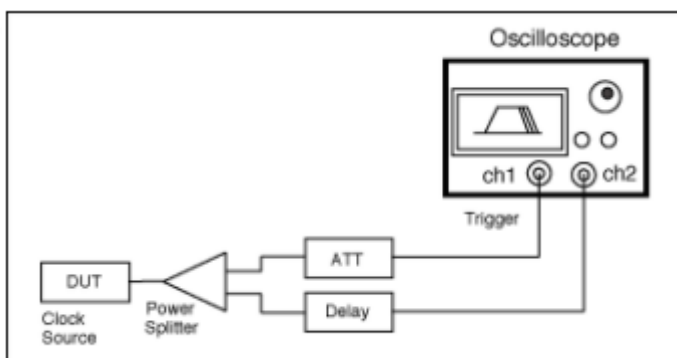 Oscilloscope
ch1
ch2
Trigger
ATT
DUT
Delay
Clock
Source
Power
Splitter